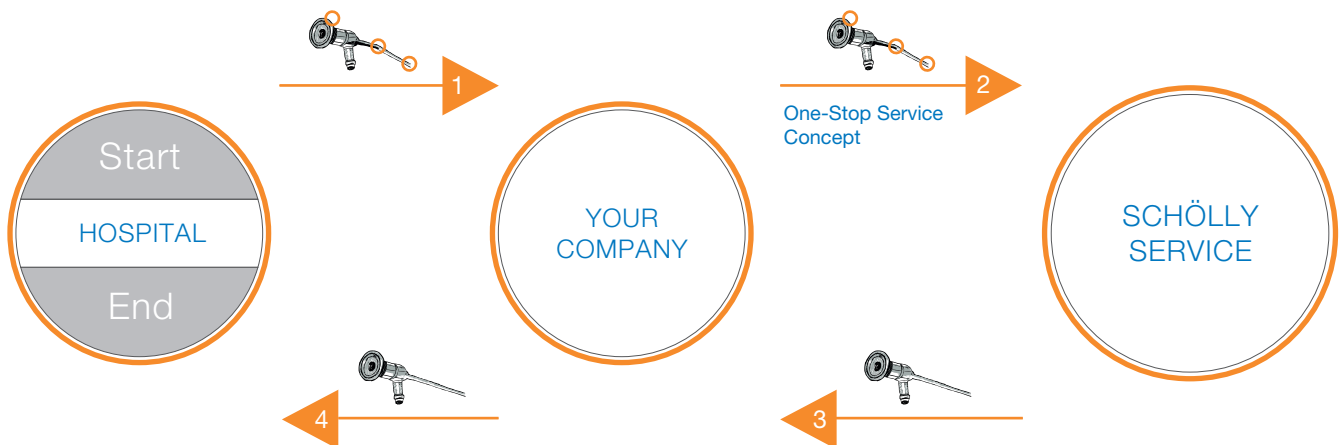 1
2
One-Stop Service
Concept
Start
HOSPITAL
End
YOUR
COMPANY
SCHÖLLY
SERVICE
4
3